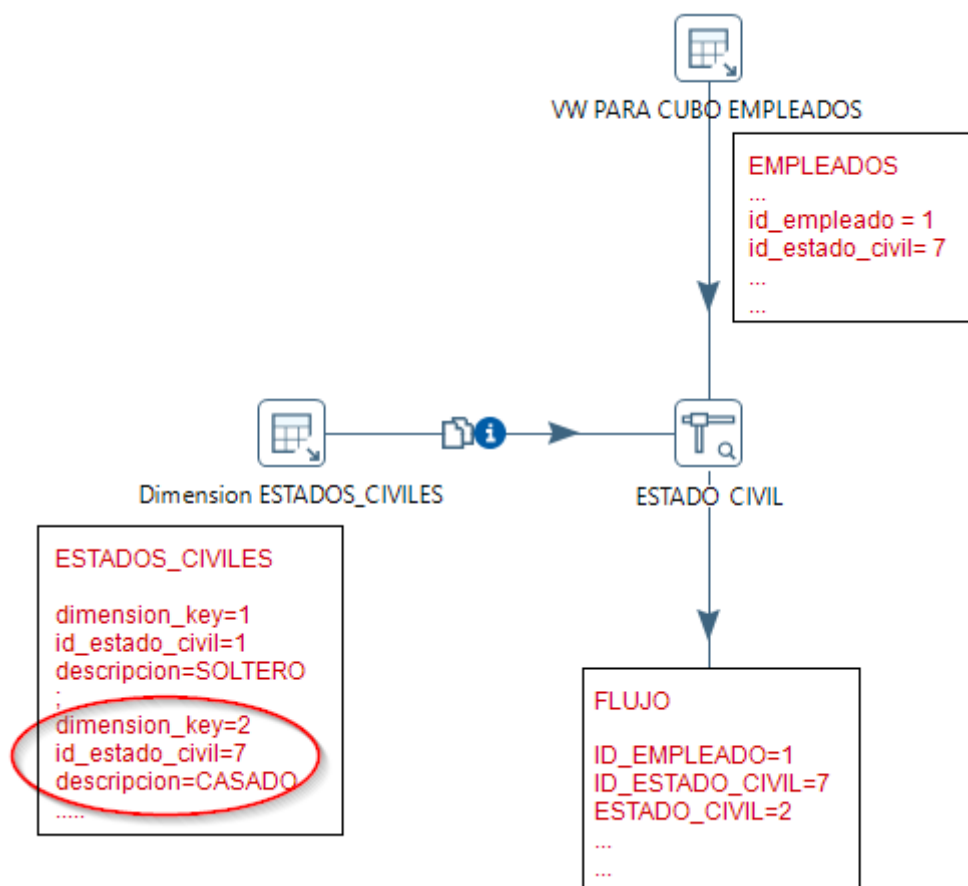 VW PARA CUBO EMPLEADOS
EMPLEADOS
...
id_empleado = 1
id_estado_civil= 7
...
...
Dimension ESTADOS_CIVILES
ESTADO CIVIL
ESTADOS_CIVILES
dimension_key=1
id_estado_civil=1
descripcion=SOLTERO
;
dimension_key=2
id_estado_civil=7
descripcion=CASADO
.....
FLUJO
ID_EMPLEADO=1
ID_ESTADO_CIVIL=7
ESTADO_CIVIL=2
...
...